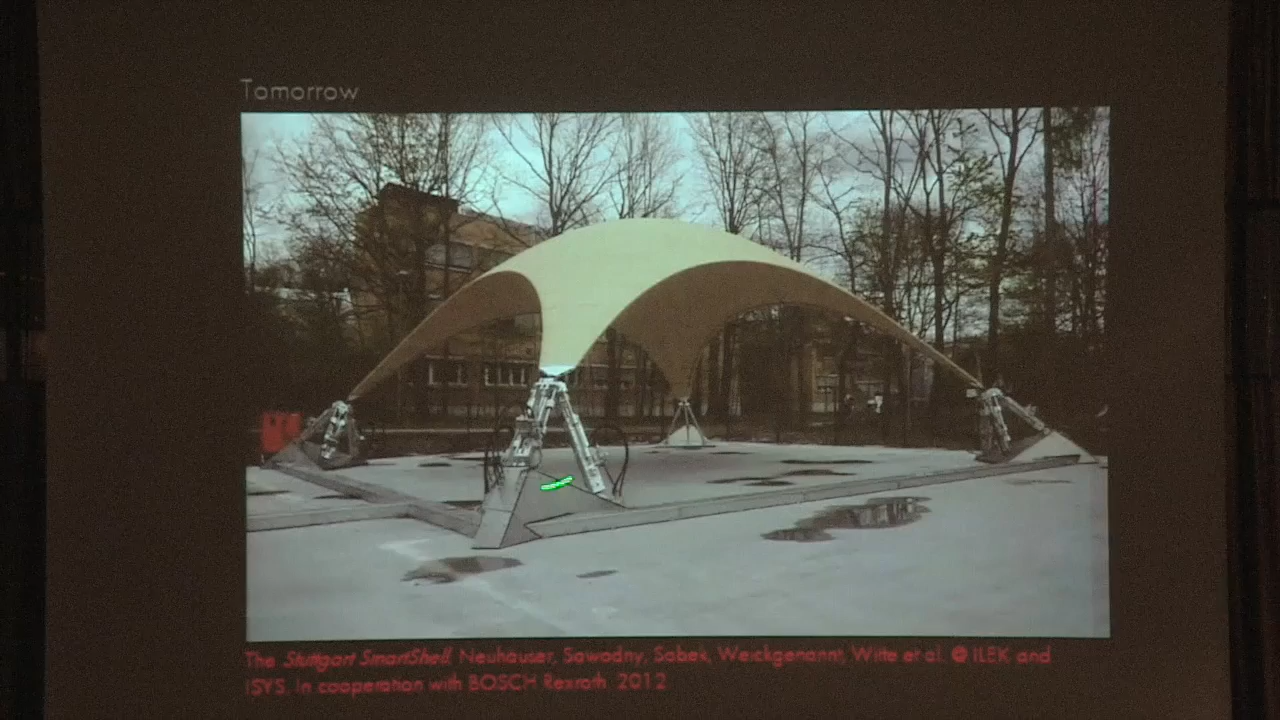 Tomorrow
The Stuttgart SmartShell. Neuhäuser, Sawodny, Sobek, Weickgenannt, Witte et al. @ ILEK and
ISYS. In cooperation with BOSCH Rexroth. 2012